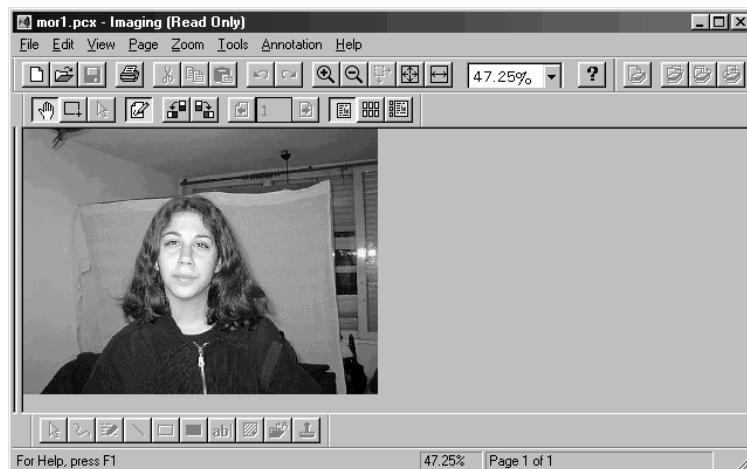 mor1.pcx - Imaging (Read Only)
File Edit View Page Zoom Tools Annotation Help
47.25% ?
1
ab|
For Help, press F1 47.25% Page 1 of 1